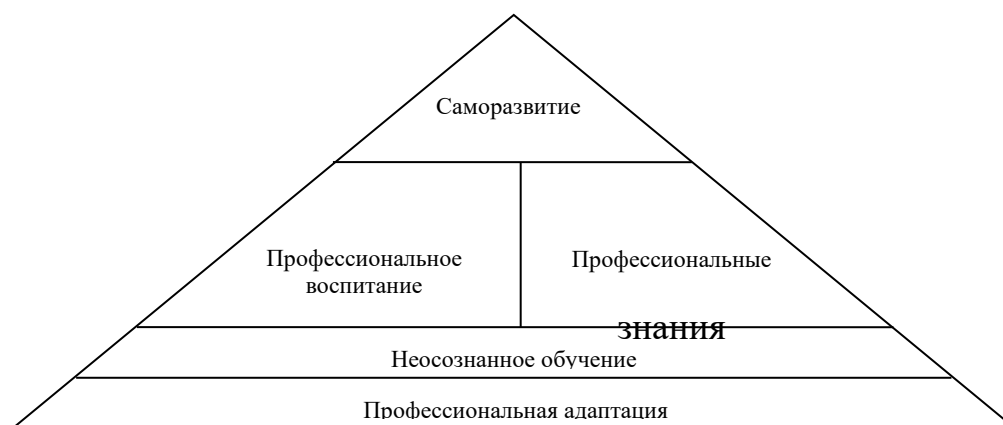 Саморазвитие
Профессиональное
воспитание
Профессиональные
знания
Неосознанное обучение
Профессиональная адаптация